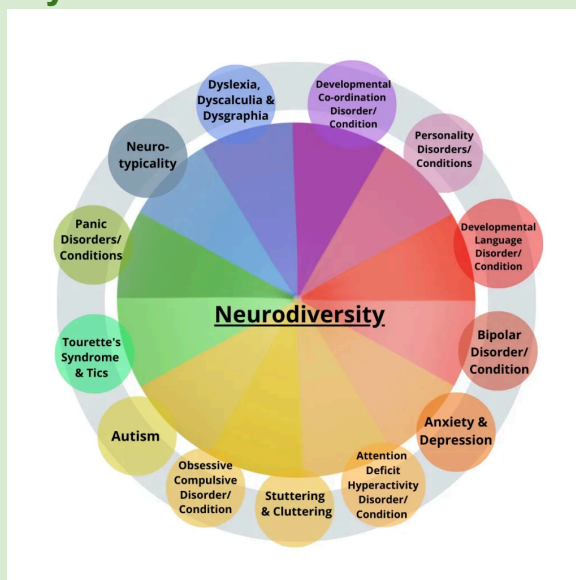 Dyslexia,
Dyscalculia &
Dysgraphia
Developmental
Co-ordination
Disorder/
Condition
Personality
Disorders/
Conditions
Developmental
Language
Disorder/
Condition
Bipolar
Disorder/
Condition
Anxiety &
Depression
Attention
Deficit
Hyperactivity
Disorder/
Condition
Stuttering
& Cluttering
Obsessive
Compulsive
Disorder/
Condition
Autism
Tourette's
Syndrome
& Tics
Panic
Disorders/
Conditions
Neuro-
typicality
Neurodiversity